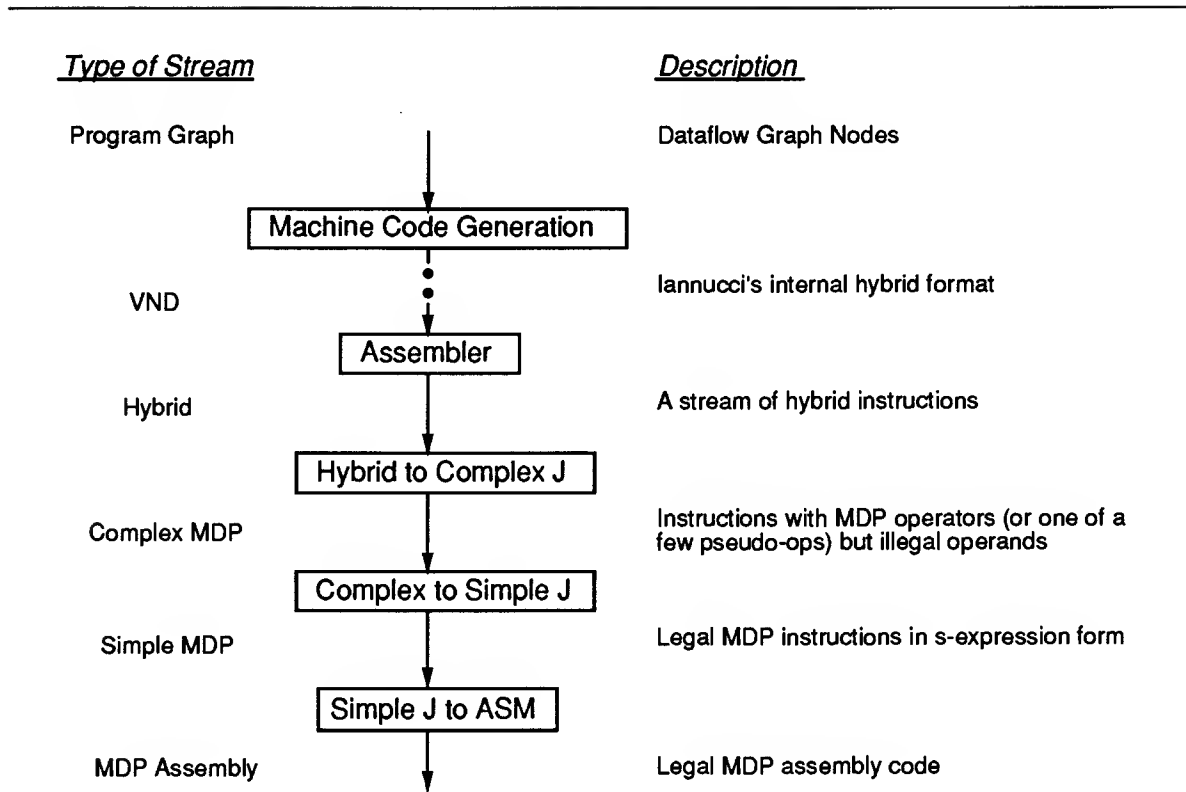 Type of Stream
Description
Program Graph
Dataflow Graph Nodes
Machine Code Generation
VND
Iannucci's internal hybrid format
Assembler
Hybrid
A stream of hybrid instructions
Hybrid to Complex J
Complex MDP
Instructions with MDP operators (or one of a
few pseudo-ops) but illegal operands
Complex to Simple J
Simple MDP
Legal MDP instructions in s-expression form
Simple J to ASM
MDP Assembly
Legal MDP assembly code